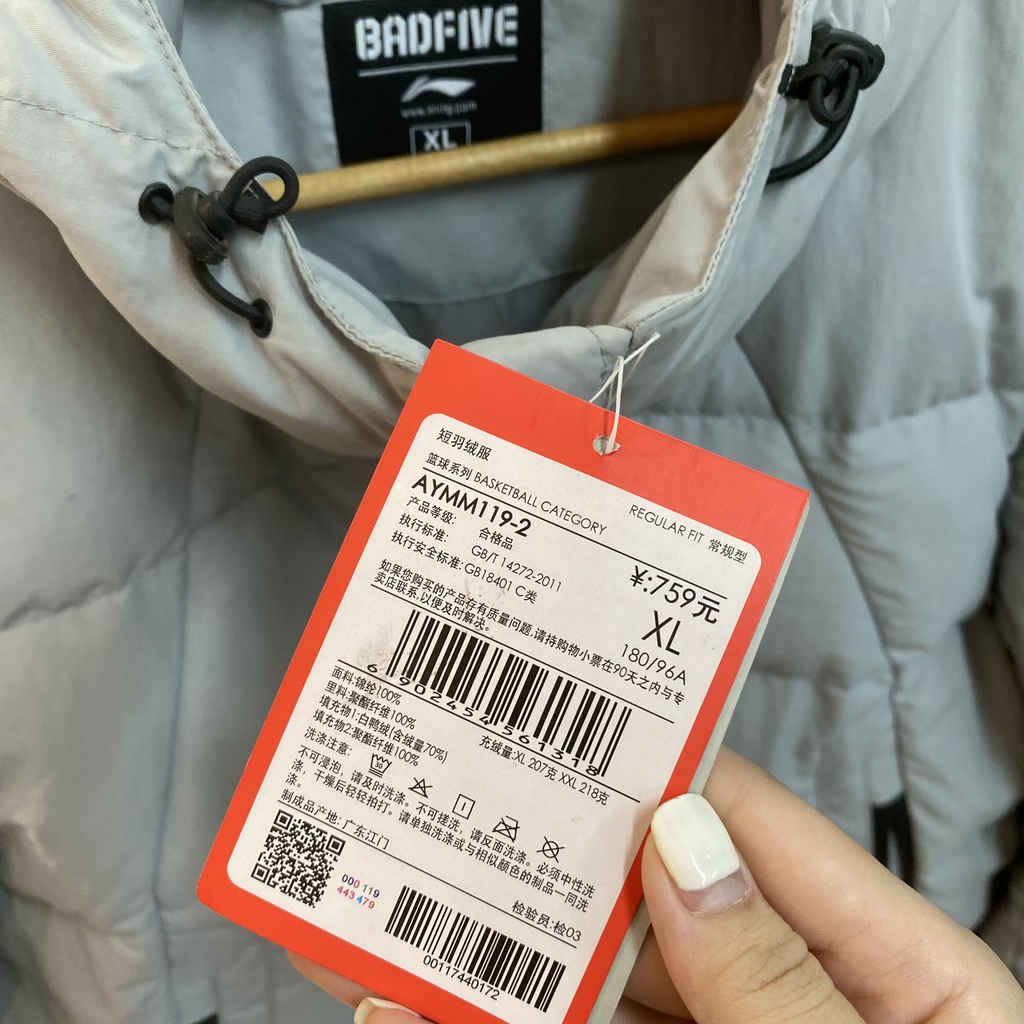 BADFIVE
XL
短羽绒服
篮球系列 BASKETBALL CATEGORY
REGULAR FIT 常规型
AYMM119-2
产品等级: 合格品
执行标准: GB/T 14272-2011
执行安全标准:GB18401 C类
¥:759元
XL
180/96A
如果您购买的产品存有质量问题,请持购物小票在90天之内与专
卖店联系,以便及时解决。
6 902454 561318
面料:锦纶100%
里料:聚酯纤维100%
填充物1:白鸭绒(含绒量70%)
填充物2:聚酯纤维100%
充绒量:XL 207克 XXL 218克
洗涤注意:
不可浸泡，请及时洗涤。不可搓洗，请反面洗涤。必须中性洗
涤，干燥后轻轻拍打。请单独洗涤或与相似颜色的制品一同洗
涤。
制成品产地: 广东江门
000 119
443 479
检验员:检03
00117440172